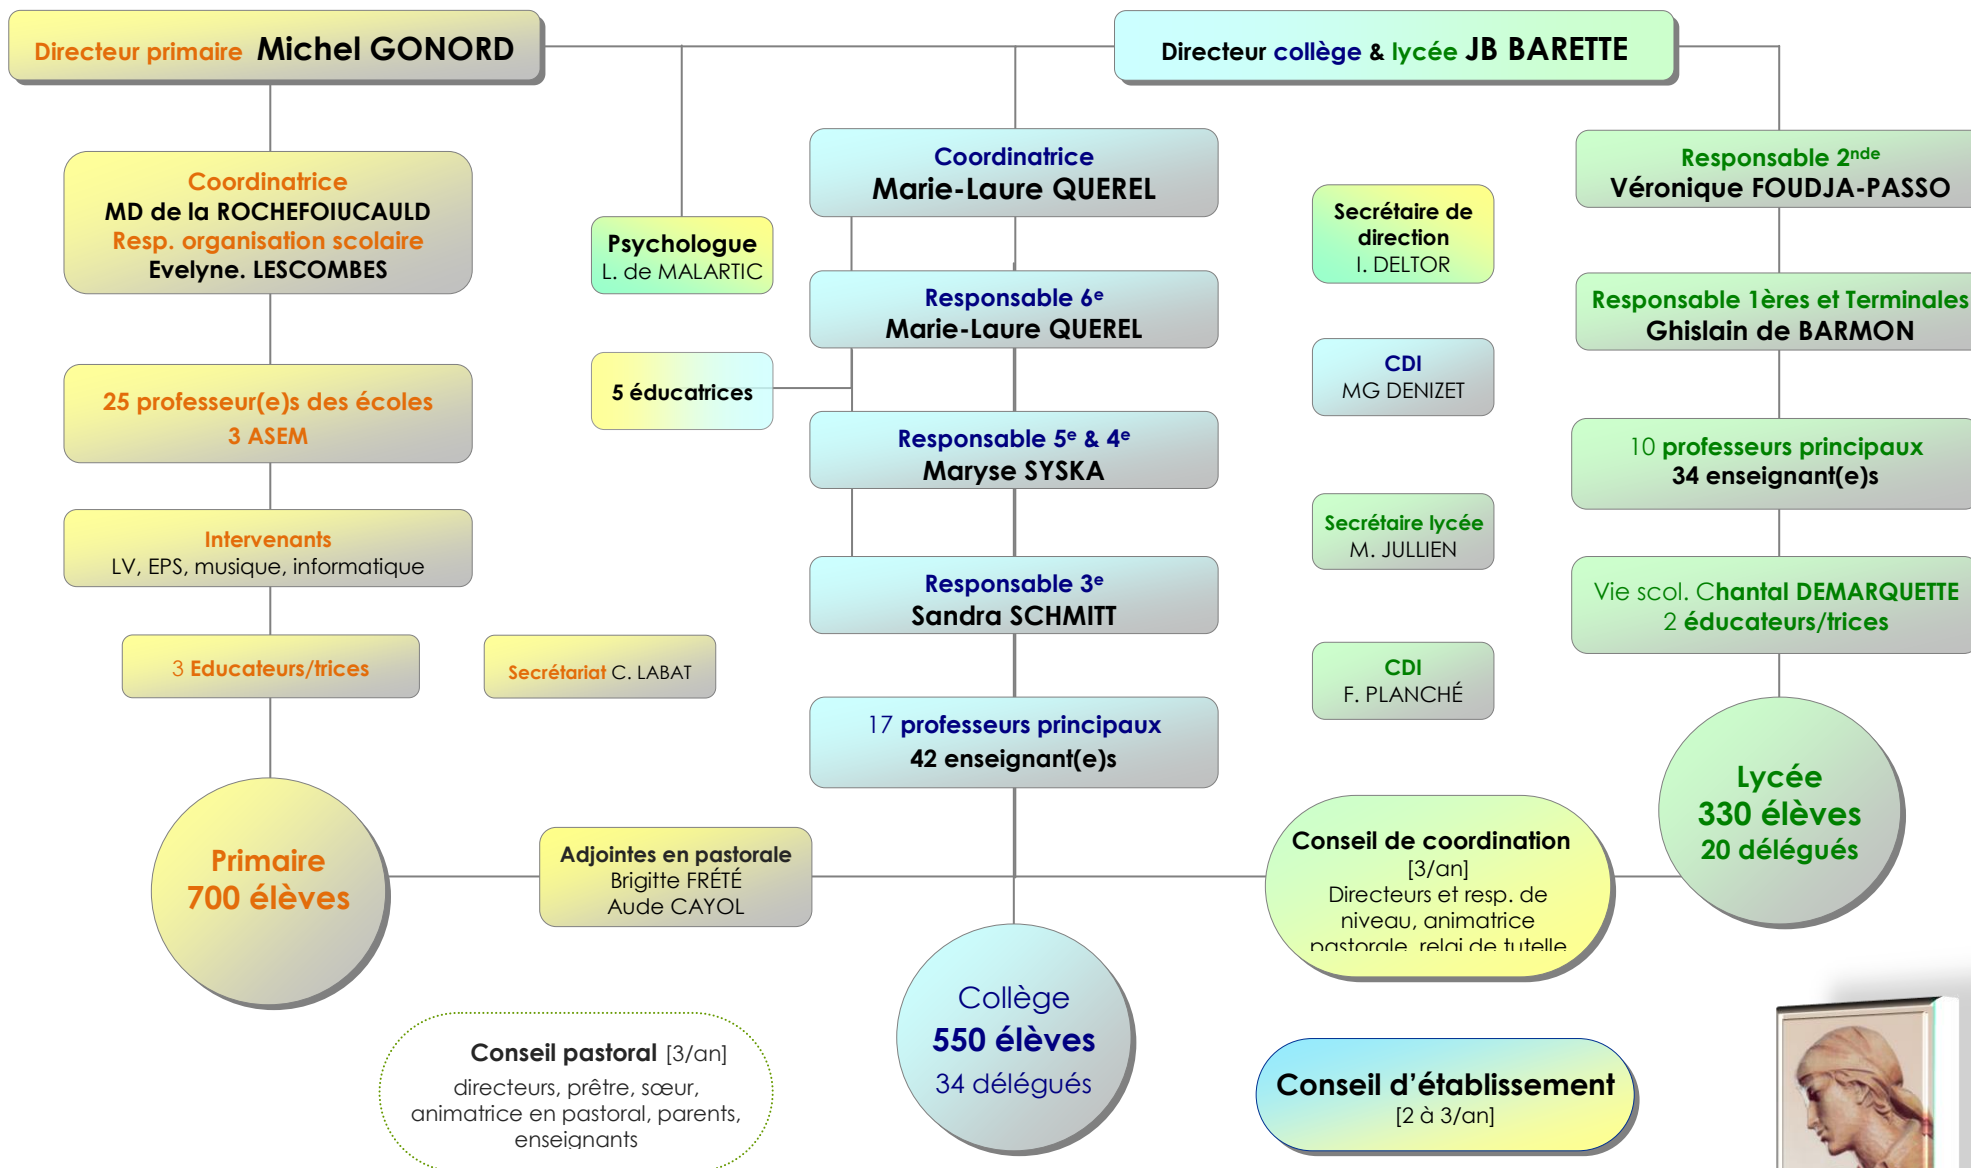 Directeur primaire Michel GONORD
Directeur collège & lycée JB BARETTE
Coordinatrice
MD de la ROCHEFOIUCAULD
Resp. organisation scolaire
Evelyne. LESCOMBES
25 professeur(e)s des écoles
3 ASEM
Intervenants
LV, EPS, musique, informatique
3 Educateurs/trices
Secrétariat C. LABAT
Primaire
700 élèves
Psychologue
L. de MALARTIC
5 éducatrices
Coordinatrice
Marie-Laure QUEREL
Responsable 6e
Marie-Laure QUEREL
Responsable 5e & 4e
Maryse SYSKA
Responsable 3e
Sandra SCHMITT
17 professeurs principaux
42 enseignant(e)s
Secrétaire de
direction
I. DELTOR
CDI
MG DENIZET
Secrétaire lycée
M. JULLIEN
CDI
F. PLANCHÉ
Responsable 2nde
Véronique FOUDJA-PASSO
Responsable 1ères et Terminales
Ghislain de BARMON
10 professeurs principaux
34 enseignant(e)s
Vie scol. Chantal DEMARQUETTE
2 éducateurs/trices
Lycée
330 élèves
20 délégués
Adjointes en pastorale
Brigitte FRÉTÉ
Aude CAYOL
Conseil de coordination
[3/an]
Directeurs et resp. de
niveau, animatrice
pastorale, relai de tutelle
Collège
550 élèves
34 délégués
Conseil pastoral [3/an]
directeurs, prêtre, sœur,
animatrice en pastoral, parents,
enseignants
Conseil d’établissement
[2 à 3/an]